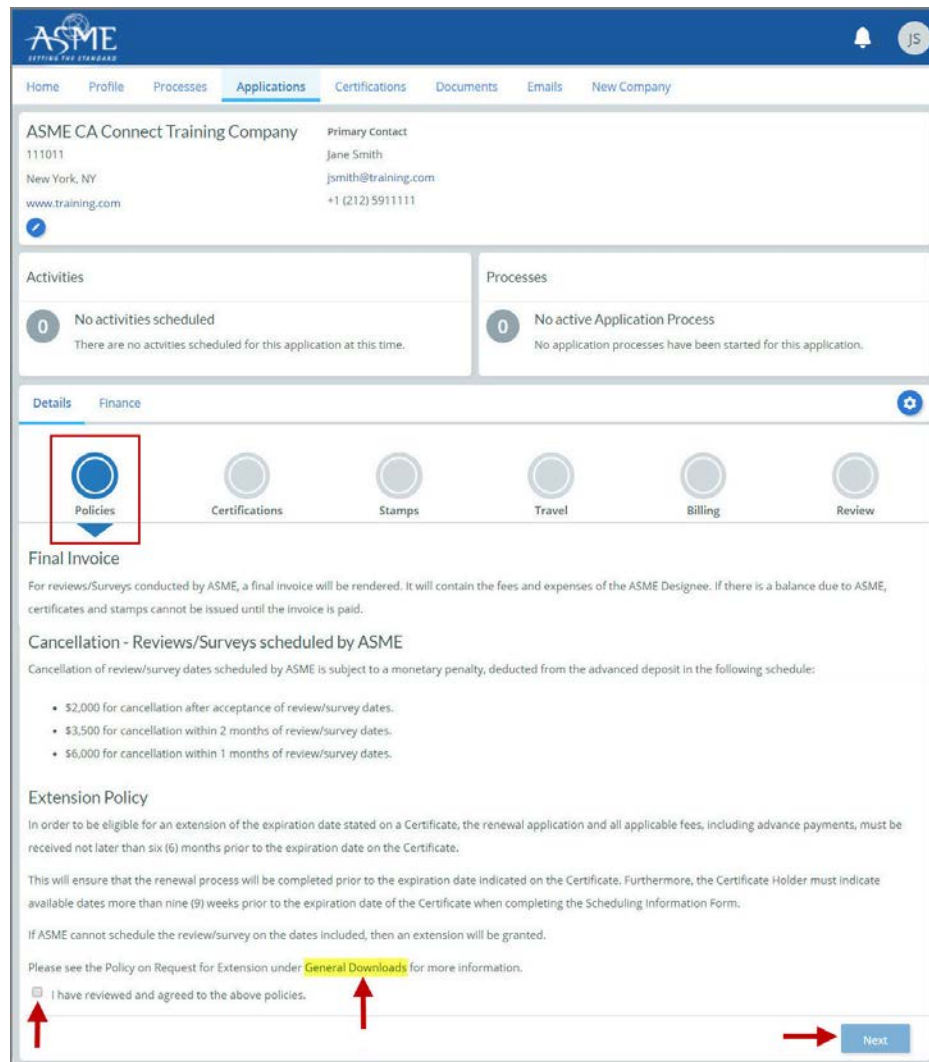 ASME
SETTING THE STANDARD
JS
Home Profile Processes Applications Certifications Documents Emails New Company
ASME CA Connect Training Company
111011
New York, NY
www.training.com
Primary Contact
Jane Smith
jsmith@training.com
+1 (212) 5911111
Activities
0
No activities scheduled
There are no actvities scheduled for this application at this time.
Processes
0
No active Application Process
No application processes have been started for this application.
Details Finance
Policies Certifications Stamps Travel Billing Review
Final Invoice
For reviews/Surveys conducted by ASME, a final invoice will be rendered. It will contain the fees and expenses of the ASME Designee. If there is a balance due to ASME,
certificates and stamps cannot be issued until the invoice is paid.
Cancellation - Reviews/Surveys scheduled by ASME
Cancellation of review/survey dates scheduled by ASME is subject to a monetary penalty, deducted from the advanced deposit in the following schedule:
• $2,000 for cancellation after acceptance of review/survey dates.
• $3,500 for cancellation within 2 months of review/survey dates.
• $6,000 for cancellation within 1 months of review/survey dates.
Extension Policy
In order to be eligible for an extension of the expiration date stated on a Certificate, the renewal application and all applicable fees, including advance payments, must be
received not later than six (6) months prior to the expiration date on the Certificate.
This will ensure that the renewal process will be completed prior to the expiration date indicated on the Certificate. Furthermore, the Certificate Holder must indicate
available dates more than nine (9) weeks prior to the expiration date of the Certificate when completing the Scheduling Information Form.
If ASME cannot schedule the review/survey on the dates included, then an extension will be granted.
Please see the Policy on Request for Extension under General Downloads for more information.
I have reviewed and agreed to the above policies.
Next